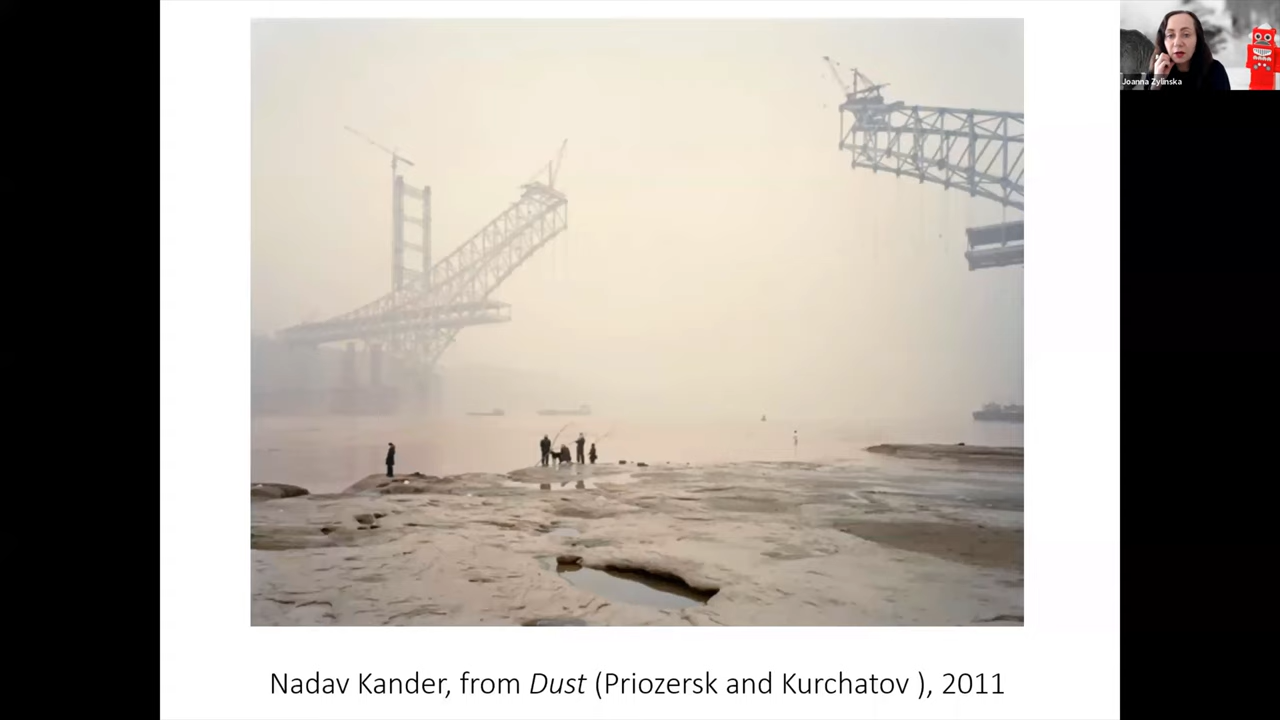 Joanna Zylinska
Nadav Kander, from Dust (Priozersk and Kurchatov ), 2011